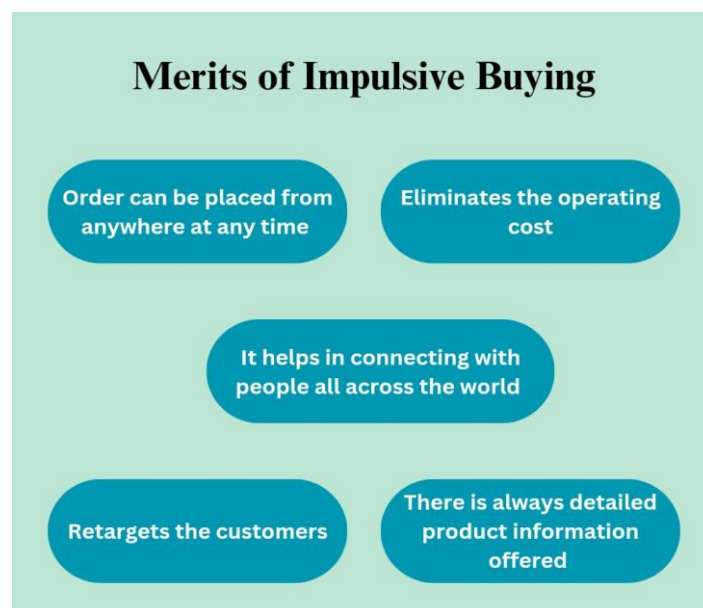 Merits of Impulsive Buying
Order can be placed from
anywhere at any time
Eliminates the operating
cost
It helps in connecting with
people all across the world
Retargets the customers
There is always detailed
product information
offered